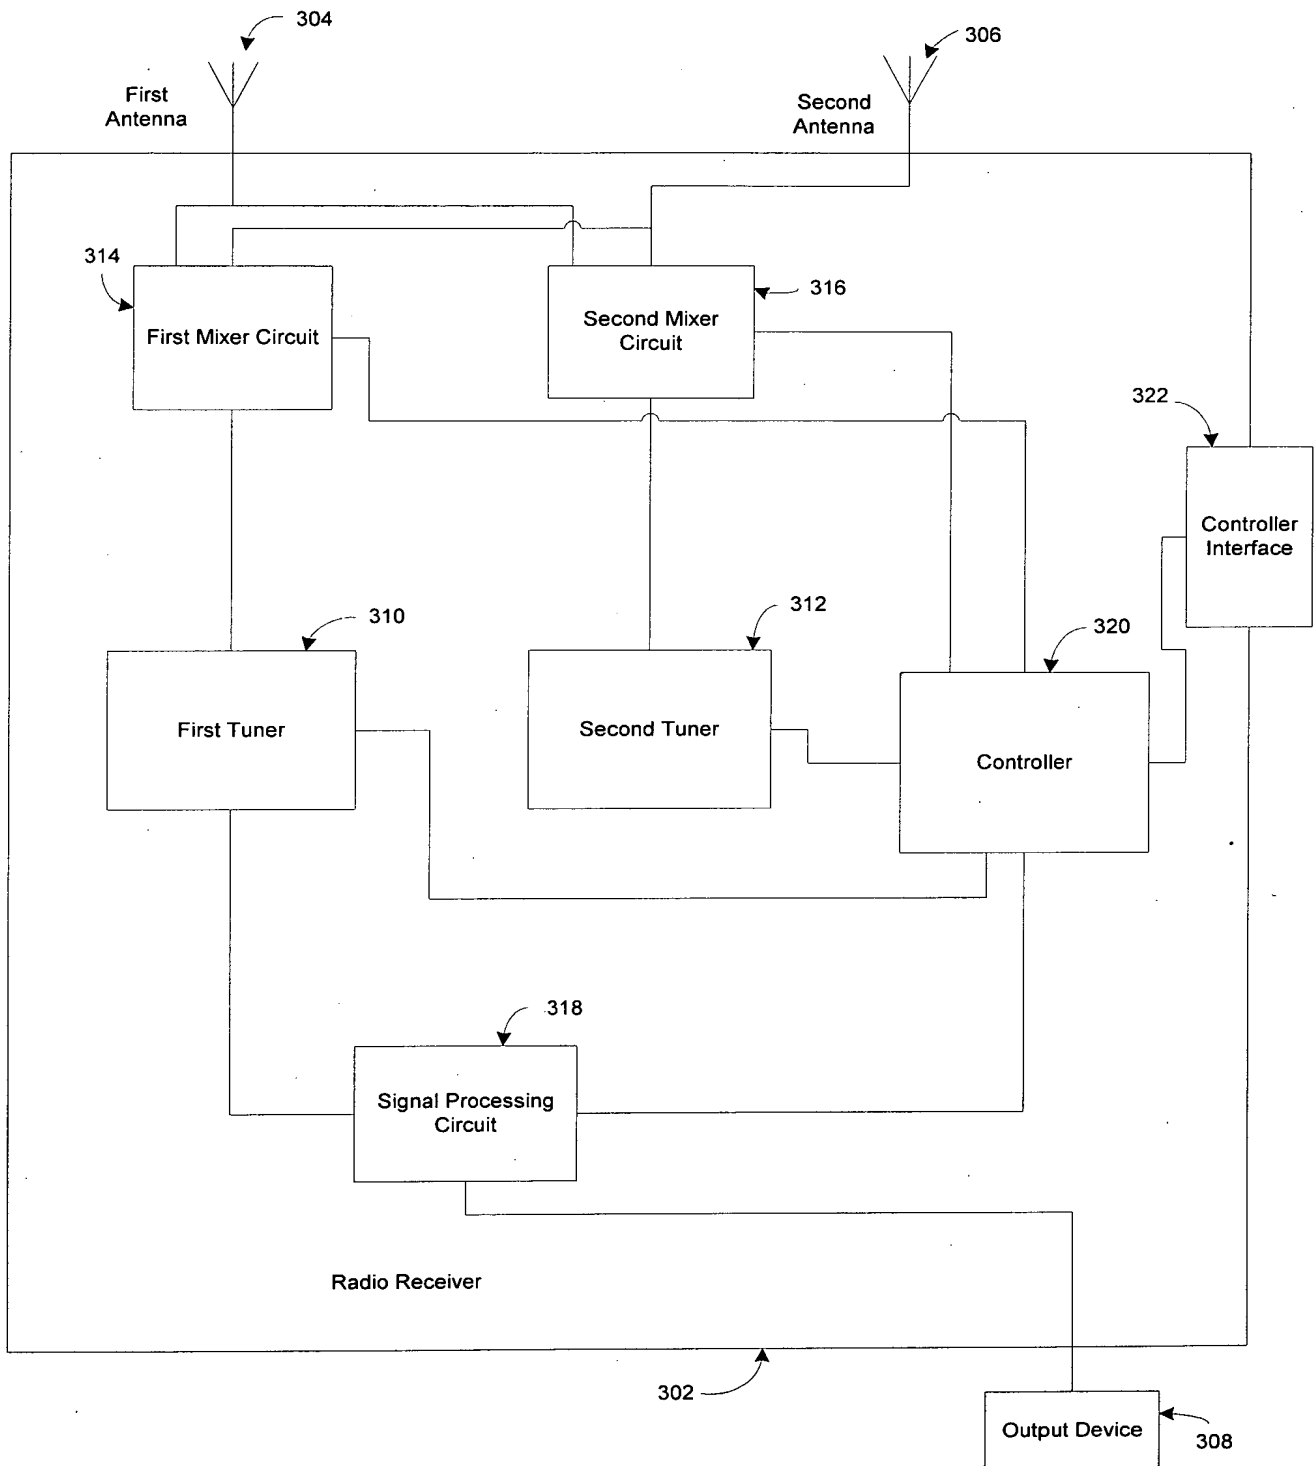 304
306
First
Antenna
Second
Antenna
314
First Mixer Circuit
Second Mixer
Circuit
316
322
Controller
Interface
310
312
320
First Tuner
Second Tuner
Controller
318
Signal Processing
Circuit
Radio Receiver
302
Output Device
308